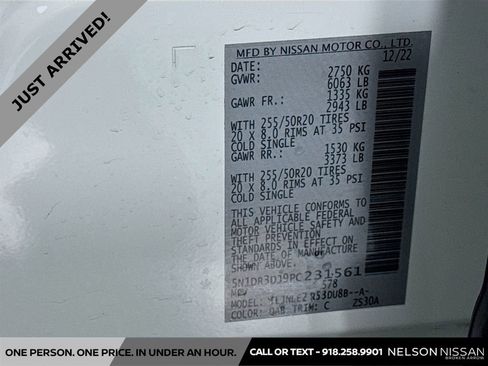 JUST ARRIVED!
MFD BY NISSAN MOTOR CO., LTD.
DATE: 12/22
GVWR: 2750 KG
6063 LB
GAWR FR.: 1335 KG
2943 LB
WITH 255/50R20 TIRES
20 X 8.0 RIMS AT 35 PSI
COLD SINGLE
GAWR RR.: 1530 KG
3373 LB
WITH 255/50R20 TIRES
20 X 8.0 RIMS AT 35 PSI
COLD SINGLE
THIS VEHICLE CONFORMS TO
ALL APPLICABLE FEDERAL
MOTOR VEHICLE SAFETY AND
THEFT PREVENTION
STANDARDS IN EFFECT ON THE
DATE OF MANUFACTURE
SHOWN ABOVE.
5N1DR3DJ9PC231561
MPV 578
MODEL:
COLOR: QAB TRIM: C ZS30A
ONE PERSON. ONE PRICE. IN UNDER AN HOUR. CALL OR TEXT - 918.258.9901 NELSON NISSAN
BROKEN ARROW